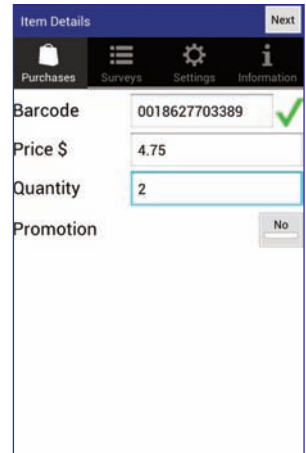 Item Details Next
Purchases Surveys Settings Information
Barcode 0018627703389
Price $ 4.75
Quantity 2
Promotion No